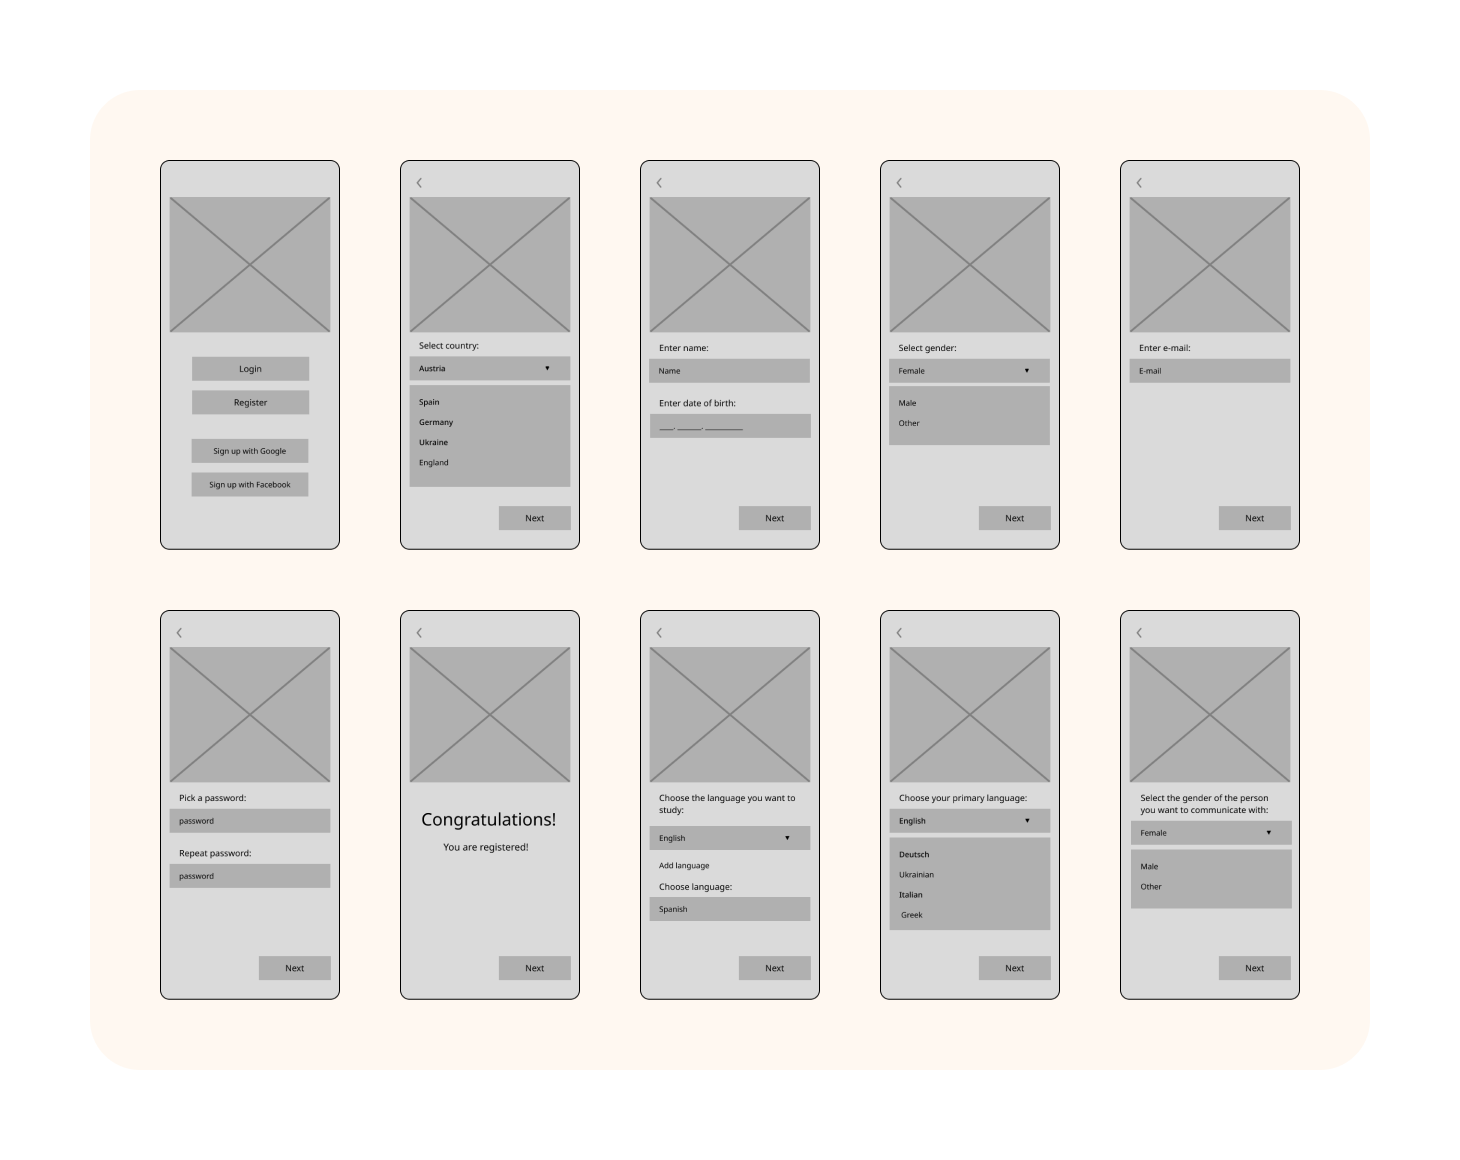 Login
Register
Sign up with Google
Sign up with Facebook
Select country:
Austria
Spain
Germany
Ukraine
England
Next
Enter name:
Name
Enter date of birth:
___. ______. __________
Next
Select gender:
Female
Male
Other
Next
Enter e-mail:
E-mail
Next
Pick a password:
password
Repeat password:
password
Next
Congratulations!
You are registered!
Next
Choose the language you want to
study:
English
Add language
Choose language:
Spanish
Next
Choose your primary language:
English
Deutsch
Ukrainian
Italian
Greek
Next
Select the gender of the person
you want to communicate with:
Female
Male
Other
Next